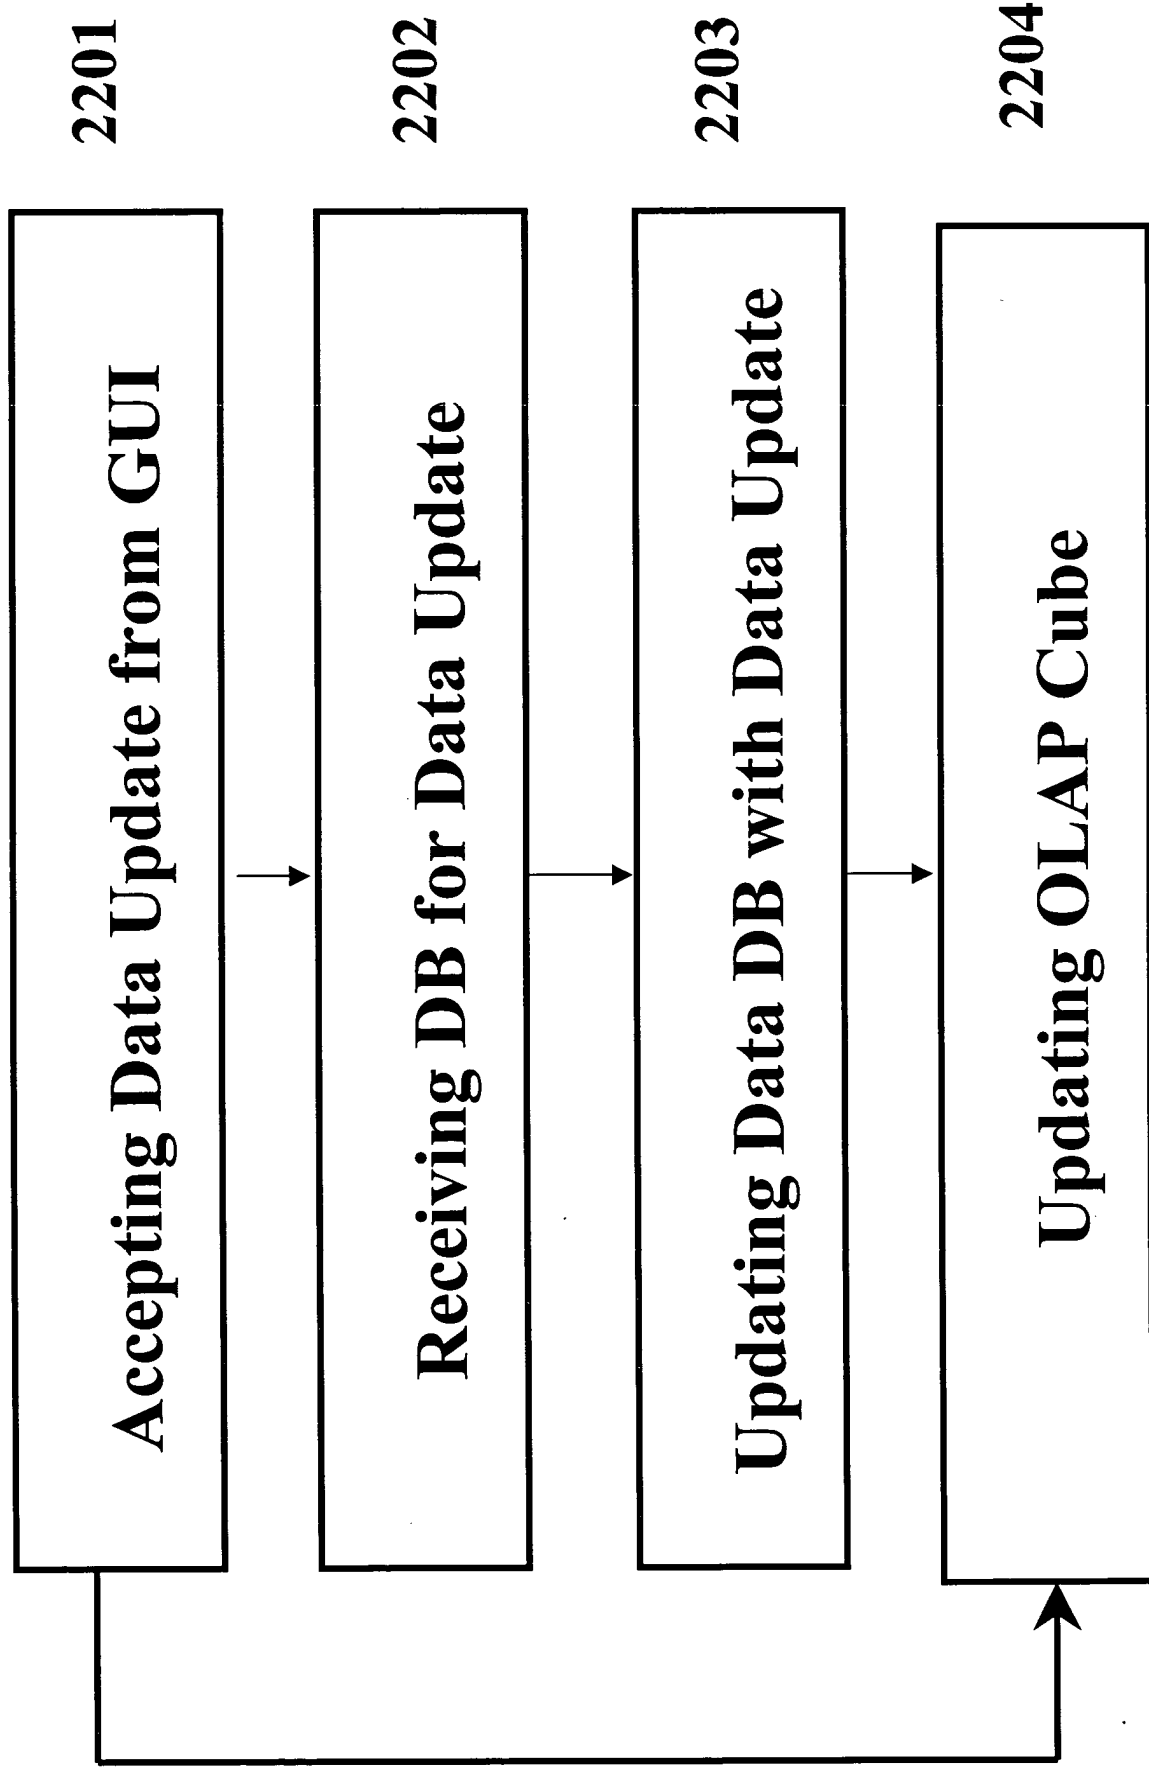 Accepting Data Update from GUI
2201
Receiving DB for Data Update
2202
Updating Data DB with Data Update
2203
Updating OLAP Cube
2204